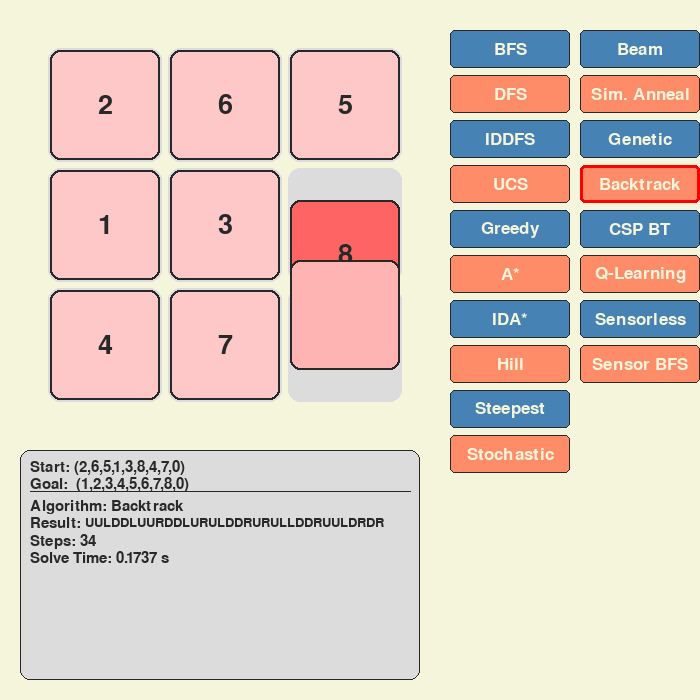 2 6 5
1 3 8
4 7
BFS Beam
DFS Sim. Anneal
IDDFS Genetic
UCS Backtrack
Greedy CSP BT
A* Q-Learning
IDA* Sensorless
Hill Sensor BFS
Steepest
Stochastic
Start: (2,6,5,1,3,8,4,7,0)
Goal: (1,2,3,4,5,6,7,8,0)
Algorithm: Backtrack
Result: UULDDLUURDDLURULDDRURULLDDRUULDRDR
Steps: 34
Solve Time: 0.1737 s